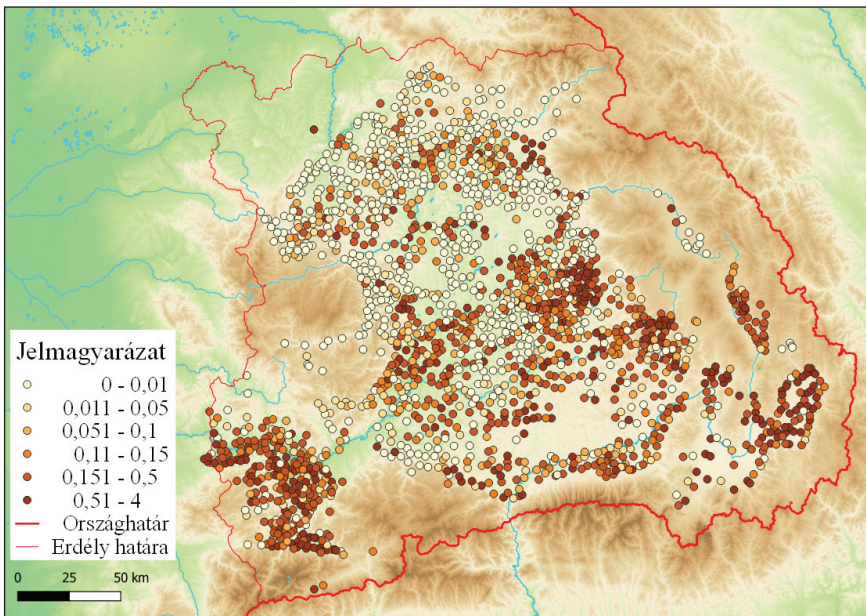 Jelmagyarázat
0 - 0,01
0,011 - 0,05
0,051 - 0,1
0,11 - 0,15
0,151 - 0,5
0,51 - 4
Országhatár
Erdély határa
0 25 50 km